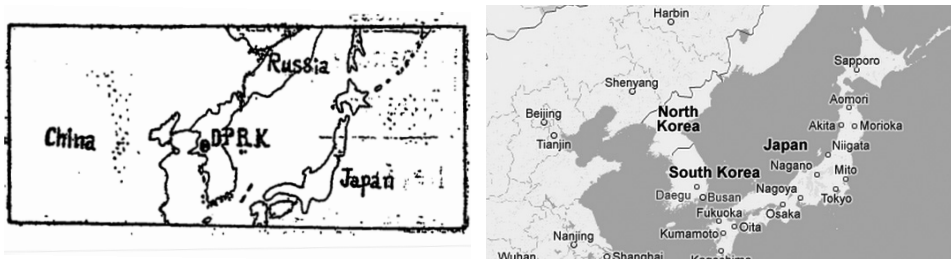 Russia
China
D.P.R.K
Japan
Harbin
Sapporo
Shenyang
Aomori
Beijing
North
Korea
Akita
Morioka
Tianjin
Japan
Niigata
South Korea
Nagano
Mito
Daegu
Busan
Nagoya
Tokyo
Fukuoka
Osaka
Kumamoto
Oita
Nanjing
Wuhan
Shanghai
Kagoshima